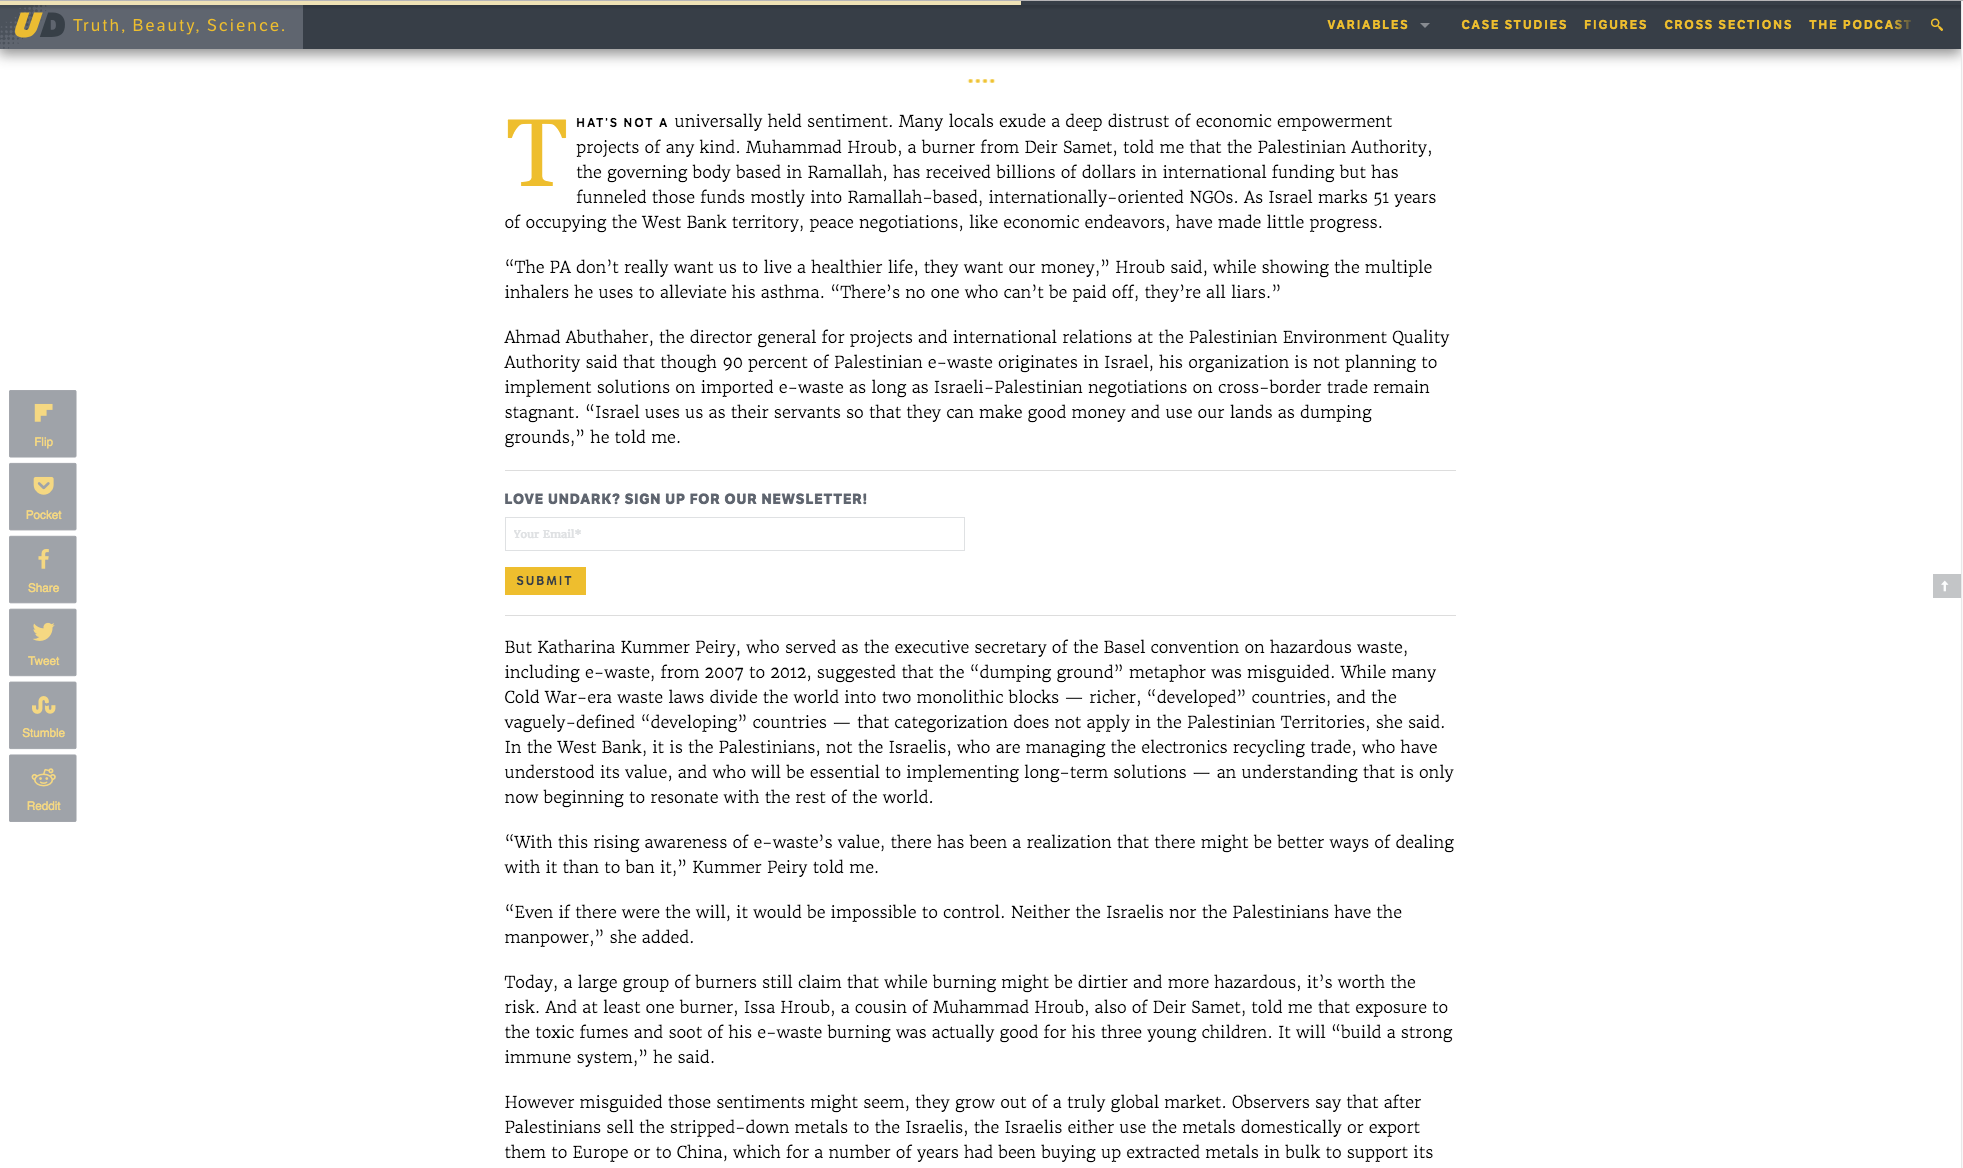 UD Truth, Beauty, Science.
VARIABLES CASE STUDIES FIGURES CROSS SECTIONS THE PODCAST
THAT'S NOT A universally held sentiment. Many locals exude a deep distrust of economic empowerment
projects of any kind. Muhammad Hroub, a burner from Deir Samet, told me that the Palestinian Authority,
the governing body based in Ramallah, has received billions of dollars in international funding but has
funneled those funds mostly into Ramallah-based, internationally-oriented NGOs. As Israel marks 51 years
of occupying the West Bank territory, peace negotiations, like economic endeavors, have made little progress.
“The PA don’t really want us to live a healthier life, they want our money,” Hroub said, while showing the multiple
inhalers he uses to alleviate his asthma. “There’s no one who can’t be paid off, they’re all liars.”
Ahmad Abuthaher, the director general for projects and international relations at the Palestinian Environment Quality
Authority said that though 90 percent of Palestinian e-waste originates in Israel, his organization is not planning to
implement solutions on imported e-waste as long as Israeli-Palestinian negotiations on cross-border trade remain
stagnant. “Israel uses us as their servants so that they can make good money and use our lands as dumping
grounds,” he told me.
LOVE UNDARK? SIGN UP FOR OUR NEWSLETTER!
Your Email*
SUBMIT
But Katharina Kummer Peiry, who served as the executive secretary of the Basel convention on hazardous waste,
including e-waste, from 2007 to 2012, suggested that the “dumping ground” metaphor was misguided. While many
Cold War-era waste laws divide the world into two monolithic blocks — richer, “developed” countries, and the
vaguely-defined “developing” countries — that categorization does not apply in the Palestinian Territories, she said.
In the West Bank, it is the Palestinians, not the Israelis, who are managing the electronics recycling trade, who have
understood its value, and who will be essential to implementing long-term solutions — an understanding that is only
now beginning to resonate with the rest of the world.
“With this rising awareness of e-waste’s value, there has been a realization that there might be better ways of dealing
with it than to ban it,” Kummer Peiry told me.
“Even if there were the will, it would be impossible to control. Neither the Israelis nor the Palestinians have the
manpower,” she added.
Today, a large group of burners still claim that while burning might be dirtier and more hazardous, it’s worth the
risk. And at least one burner, Issa Hroub, a cousin of Muhammad Hroub, also of Deir Samet, told me that exposure to
the toxic fumes and soot of his e-waste burning was actually good for his three young children. It will “build a strong
immune system,” he said.
However misguided those sentiments might seem, they grow out of a truly global market. Observers say that after
Palestinians sell the stripped-down metals to the Israelis, the Israelis either use the metals domestically or export
them to Europe or to China, which for a number of years had been buying up extracted metals in bulk to support its
Flip
Pocket
Share
Tweet
Stumble
Reddit